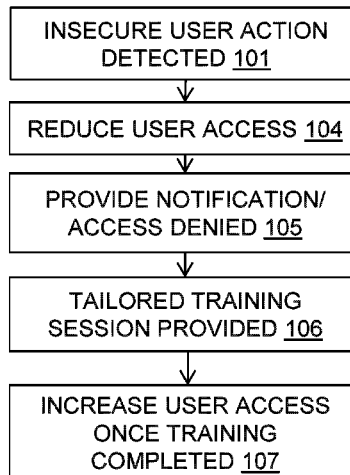 INSECURE USER ACTION
DETECTED 101
REDUCE USER ACCESS 104
PROVIDE NOTIFICATION/
ACCESS DENIED 105
TAILORED TRAINING
SESSION PROVIDED 106
INCREASE USER ACCESS
ONCE TRAINING
COMPLETED 107